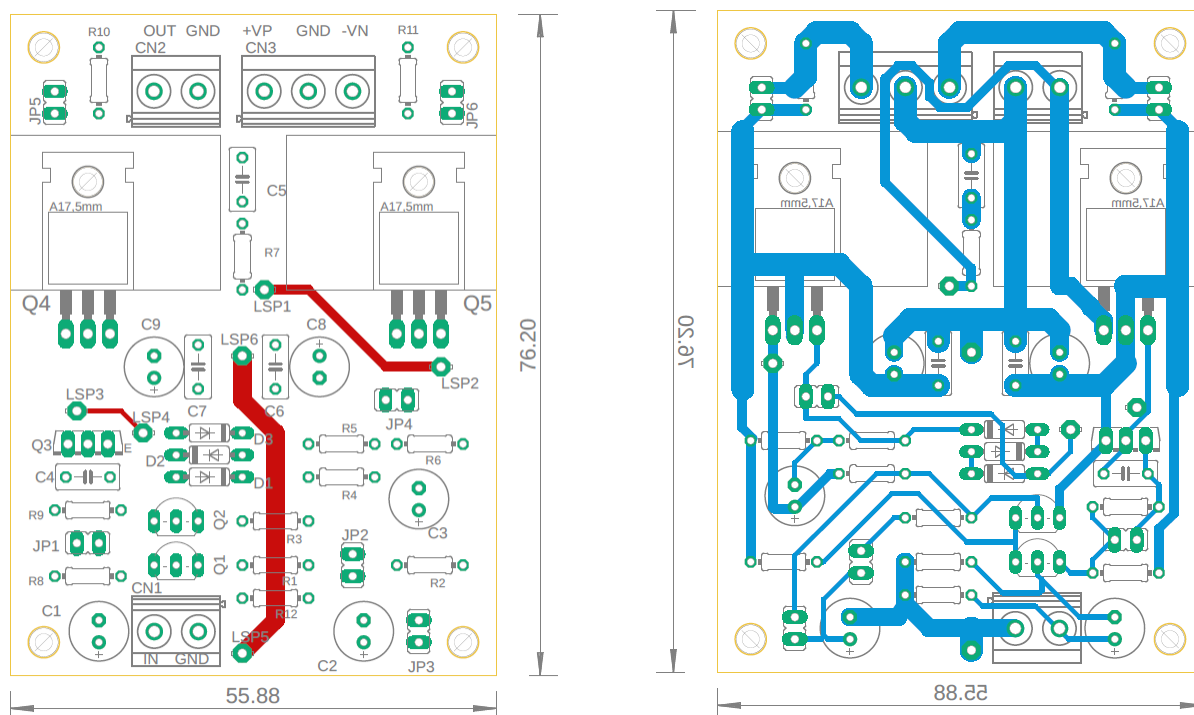 R10
OUT GND
+VP GND -VN
R11
CN2
CN3
JP5
JP6
C5
A17,5mm
A17,5mm
R7
Q4
LSP1
Q5
C9
LSP6
C8
LSP2
LSP3
C7
C6
JP4
LSP4
Q3
E
D3
R5
D2
R6
C4
D1
R4
R9
Q2
R3
C3
JP1
JP2
Q1
R8
R1
R2
CN1
C1
R12
LSP5
IN GND
C2
JP3
+
+
+
+
+
55.88
76.20
A17,5mm
A17,5mm
+
+
+
+
+
76.20
55.88